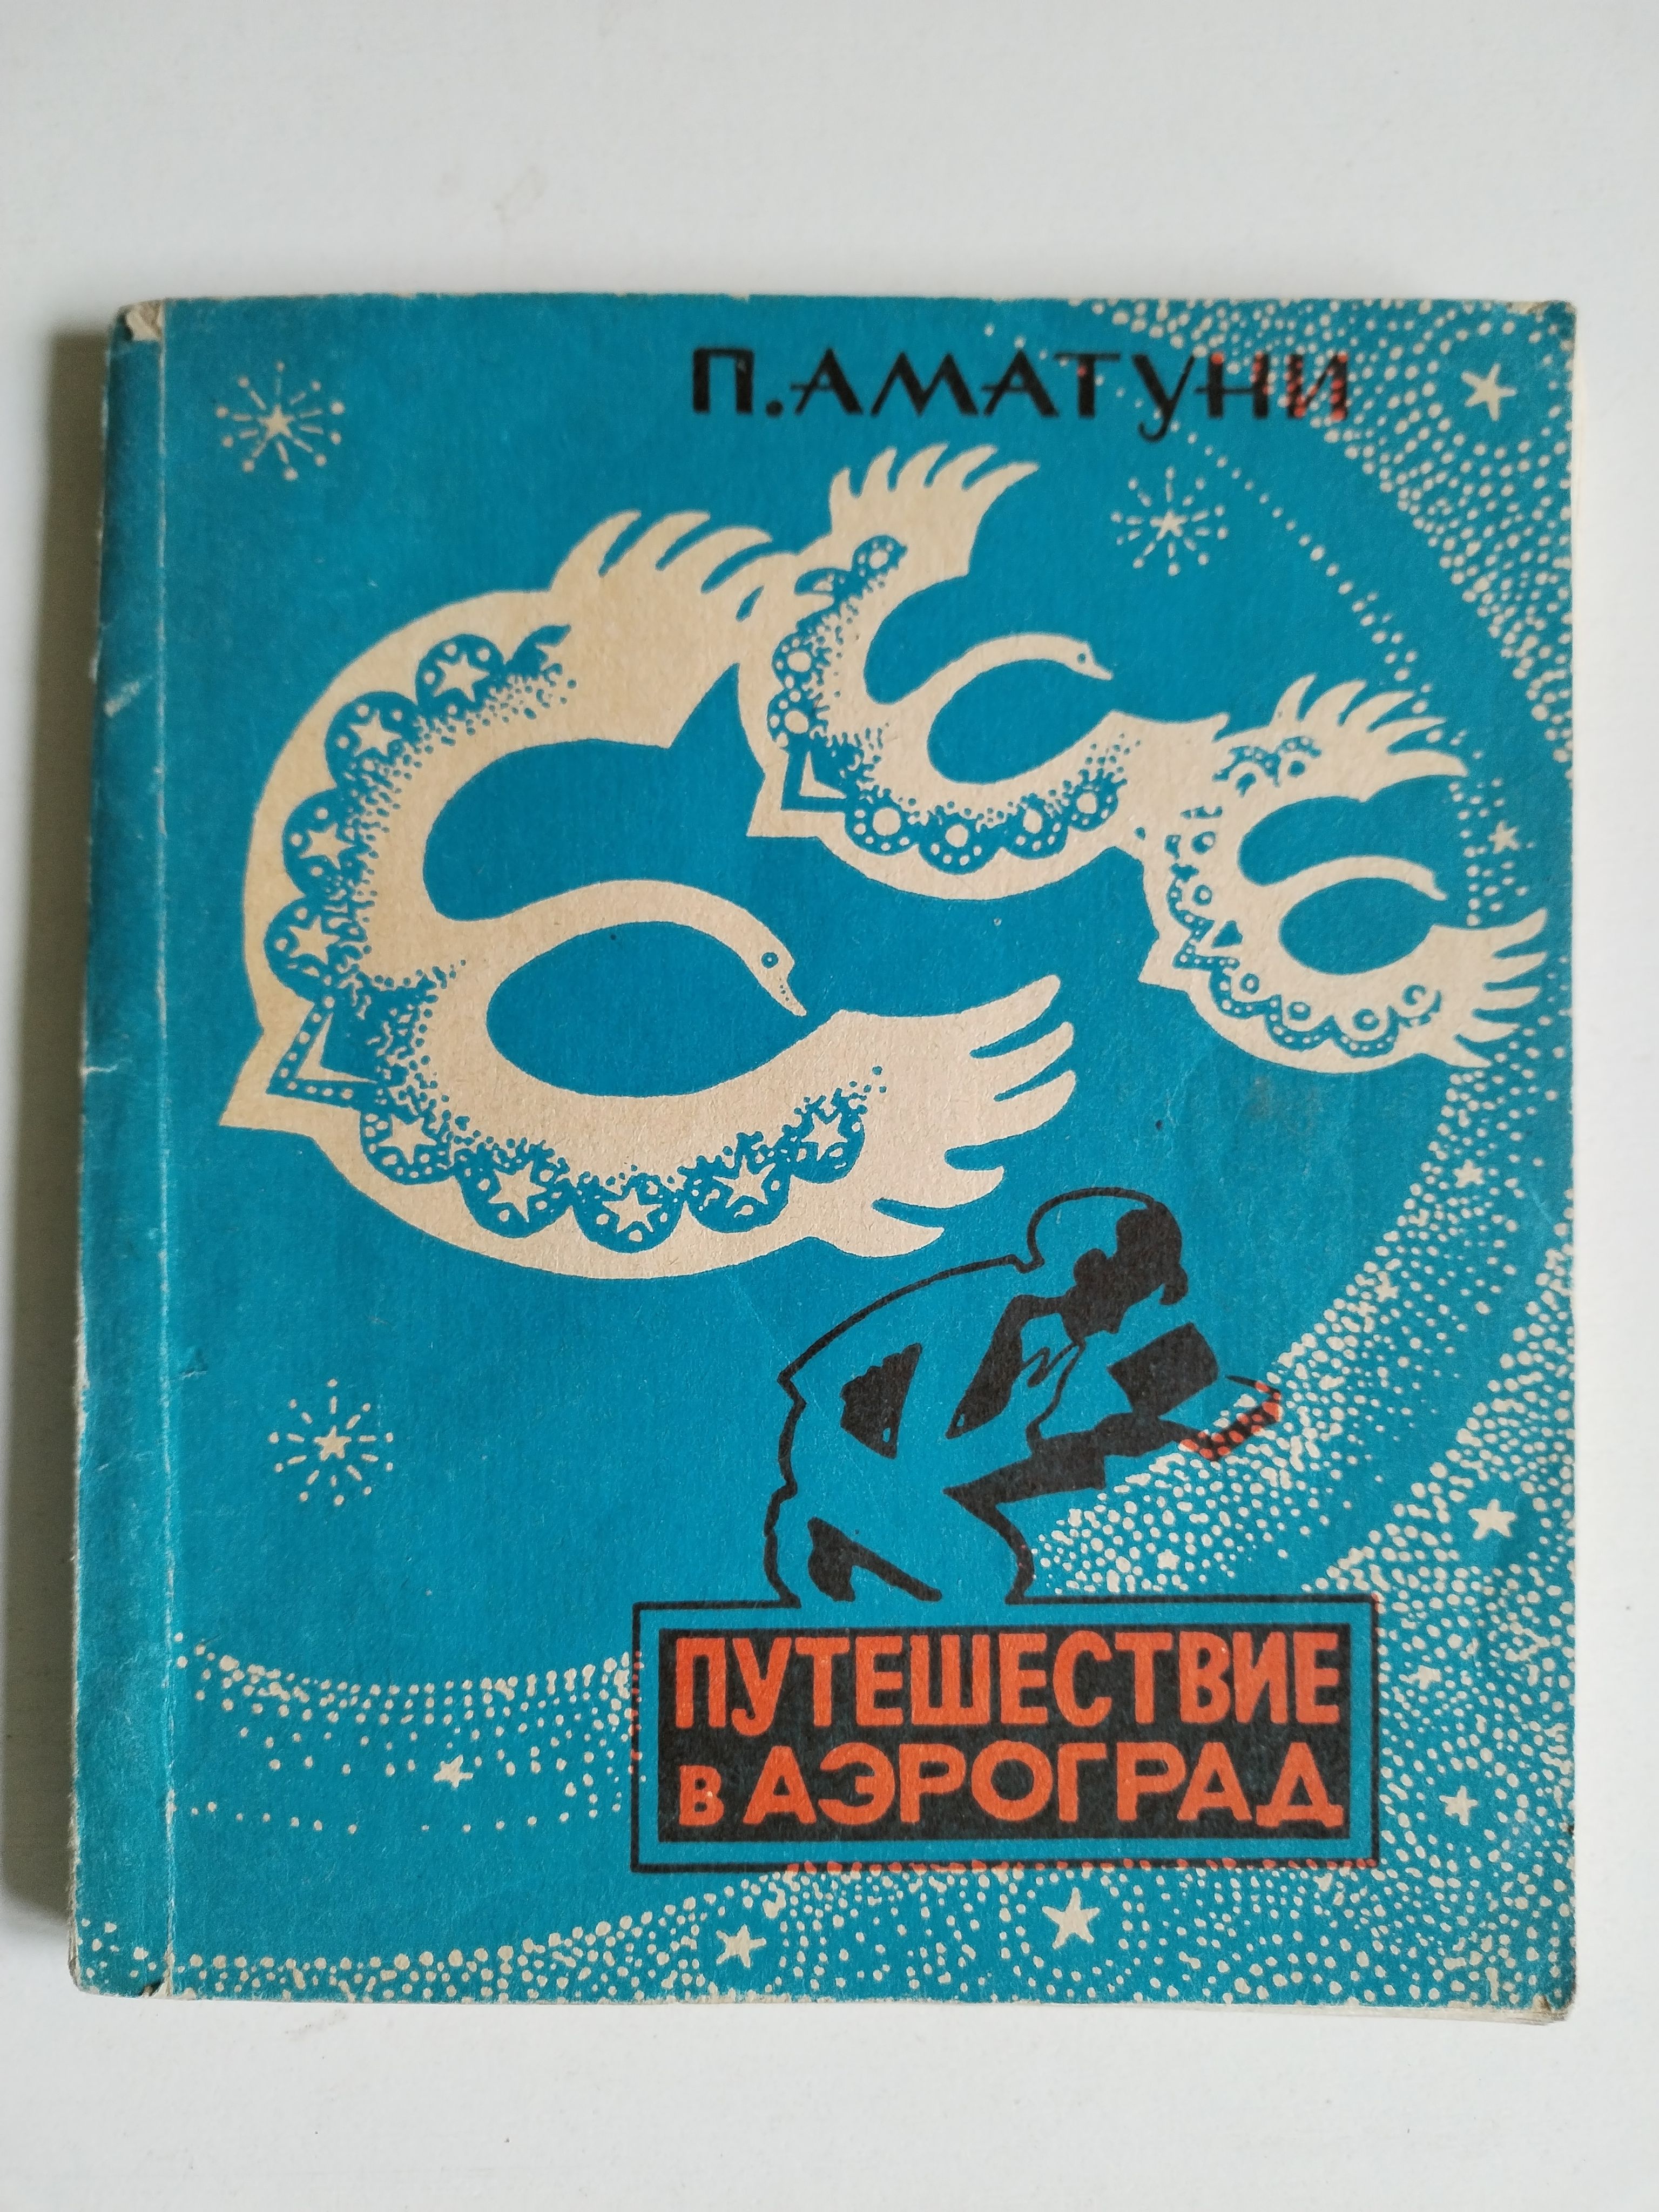 П. АМАТУНИ
ПУТЕШЕСТВИЕ
В АЭРОГРАД